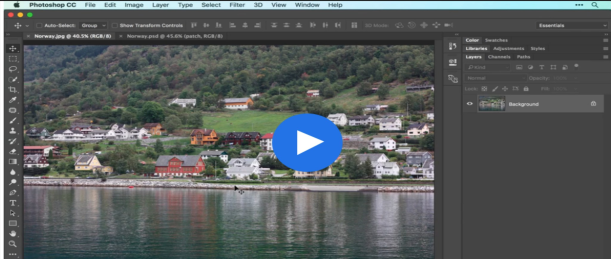 Photoshop CC File Edit Image Layer Type Select Filter 3D View Window Help
Auto-Select: Group Show Transform Controls 3D Mode Essentials
× Norway.jpg @ 40.5% (RGB/8) × Norway.psd @ 45.6% (patch, RGB/8)
Color Swatches
Libraries Adjustments Styles
Layers Channels Paths
Kind
Normal Opacity:
Lock: Fill:
Background